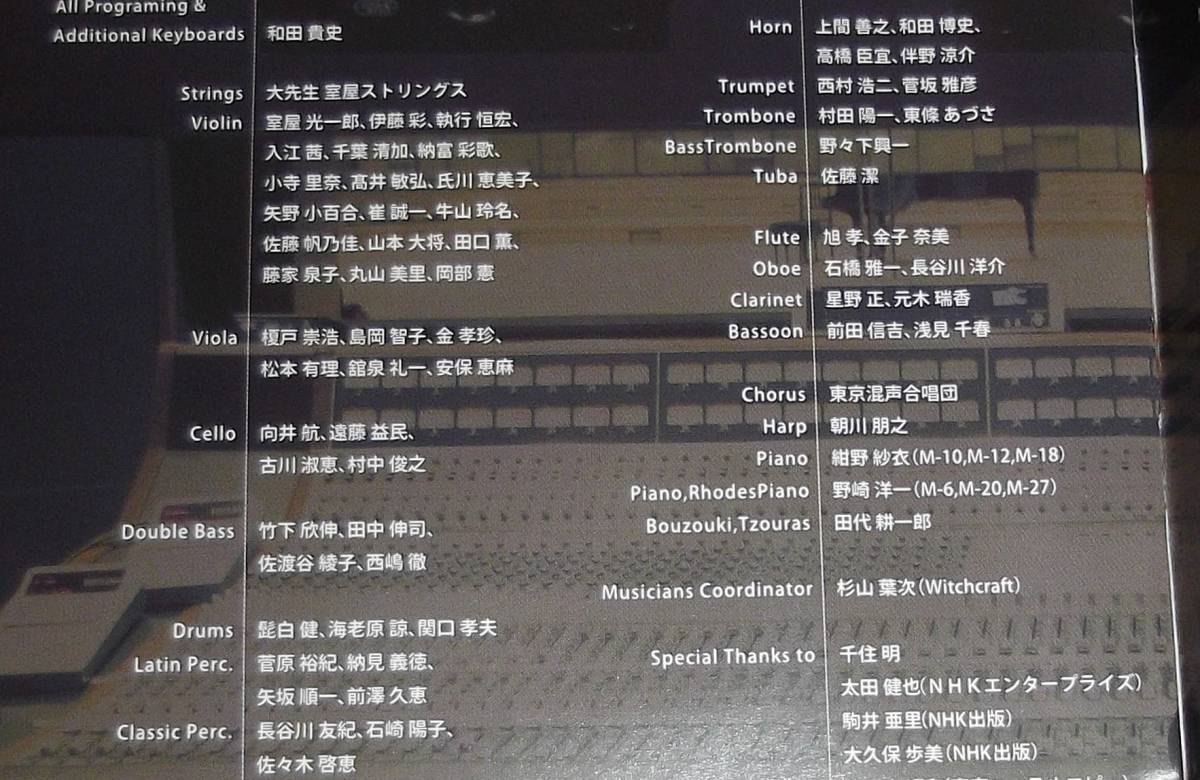 All Programing &
Additional Keyboards 和田 貴史
Strings 大先生 室屋ストリングス
Violin 室屋 光一郎、伊藤 彩、執行 恒宏、
入江 茜、千葉 清加、納富 彩歌、
小寺 里奈、髙井 敏弘、氏川 恵美子、
矢野 小百合、崔 誠一、牛山 玲名、
佐藤 帆乃佳、山本 大将、田口 薫、
藤家 泉子、丸山 美里、岡部 憲
Viola 榎戸 崇浩、島岡 智子、金 孝珍、
松本 有理、舘泉 礼一、安保 恵麻
Cello 向井 航、遠藤 益民、
古川 淑恵、村中 俊之
Double Bass 竹下 欣伸、田中 伸司、
佐渡谷 綾子、西嶋 徹
Drums 髭白 健、海老原 諒、関口 孝夫
Latin Perc. 菅原 裕紀、納見 義徳、
矢坂 順一、前澤 久恵
Classic Perc. 長谷川 友紀、石崎 陽子、
佐々木 啓恵
Horn 上間 善之、和田 博史、
高橋 臣宜、伴野 涼介
Trumpet 西村 浩二、菅坂 雅彦
Trombone 村田 陽一、東條 あづさ
BassTrombone 野々下興一
Tuba 佐藤 潔
Flute 旭 孝、金子 奈美
Oboe 石橋 雅一、長谷川 洋介
Clarinet 星野 正、元木 瑞香
Bassoon 前田 信吉、浅見 千春
Chorus 東京混声合唱団
Harp 朝川 朋之
Piano 紺野 紗衣(M-10,M-12,M-18)
Piano,RhodesPiano 野崎 洋一(M-6,M-20,M-27)
Bouzouki,Tzouras 田代 耕一郎
Musicians Coordinator 杉山 葉次(Witchcraft)
Special Thanks to 千住 明
太田 健也(ＮＨＫエンタープライズ)
駒井 亜里(NHK出版)
大久保 歩美(NHK出版)